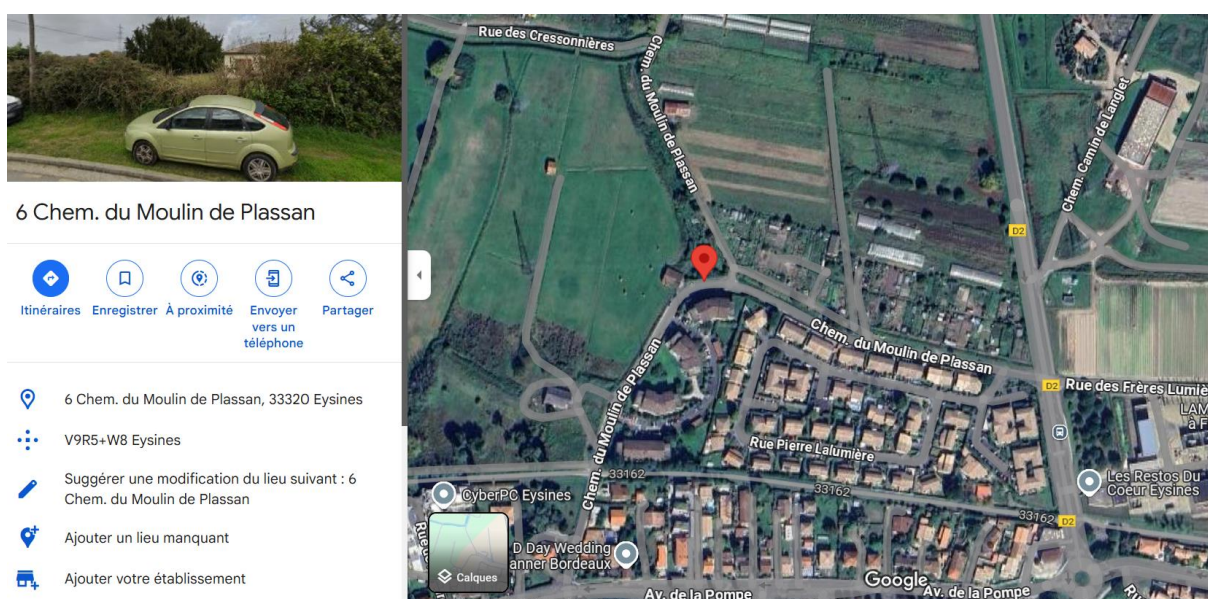 6 Chem. du Moulin de Plassan
Itinéraires
Enregistrer
À proximité
Envoyer
vers un
téléphone
Partager
6 Chem. du Moulin de Plassan, 33320 Eysines
V9R5+W8 Eysines
Suggérer une modification du lieu suivant : 6
Chem. du Moulin de Plassan
Ajouter un lieu manquant
Ajouter votre établissement
Rue des Cressonnières
Chem. du Moulin de Plassan
Chem. Camin de Langlet
D2
Chem. du Moulin de Plassan
Chem. du Moulin de Plassan
D2
Rue des Frères Lumiè
LAM
à F
Rue Pierre Lalumière
33162
33162
33162
D2
CyberPC Eysines
Les Restos Du
Coeur Eysines
D Day Wedding
anner Bordeaux
Calques
Google
Av. de la Pompe
Av. de la Pompe